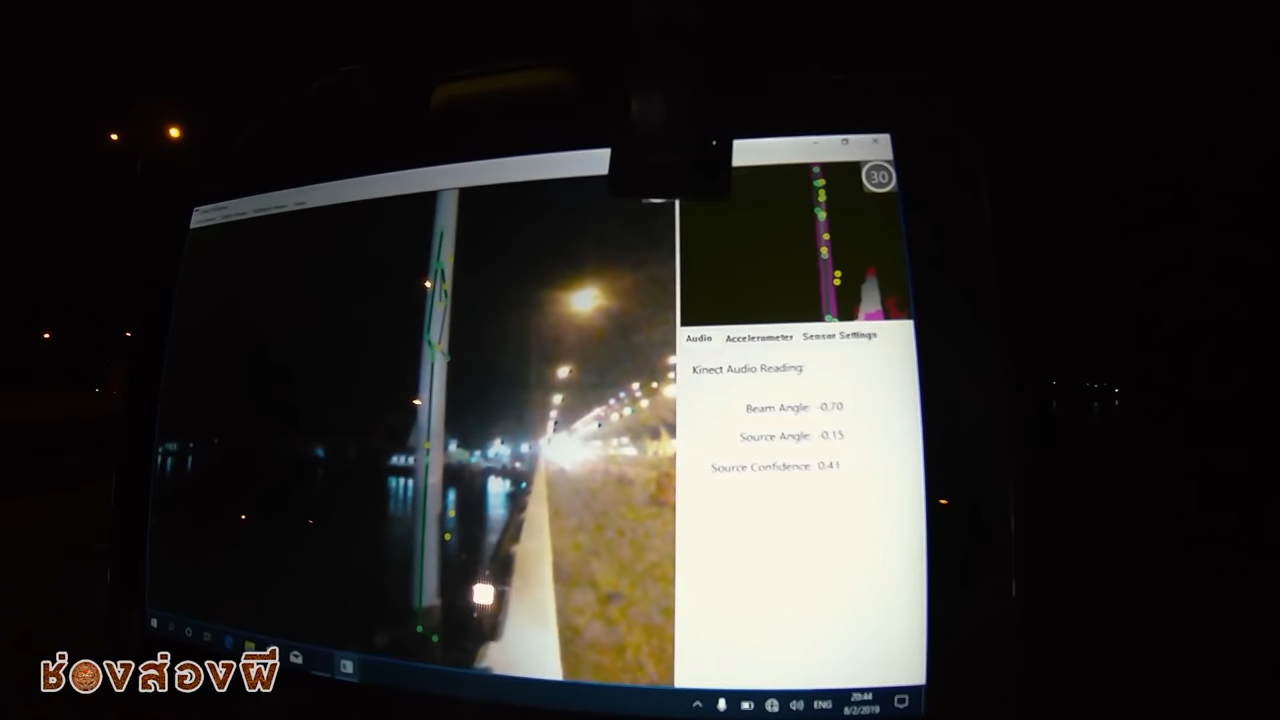 30
Audio Accelerometer Sensor Settings
Kinect Audio Reading:
Beam Angle: -0.70
Source Angle: -0.15
Source Confidence: 0.41
ช่องส่องผี
ENG
20:44
8/2/2019